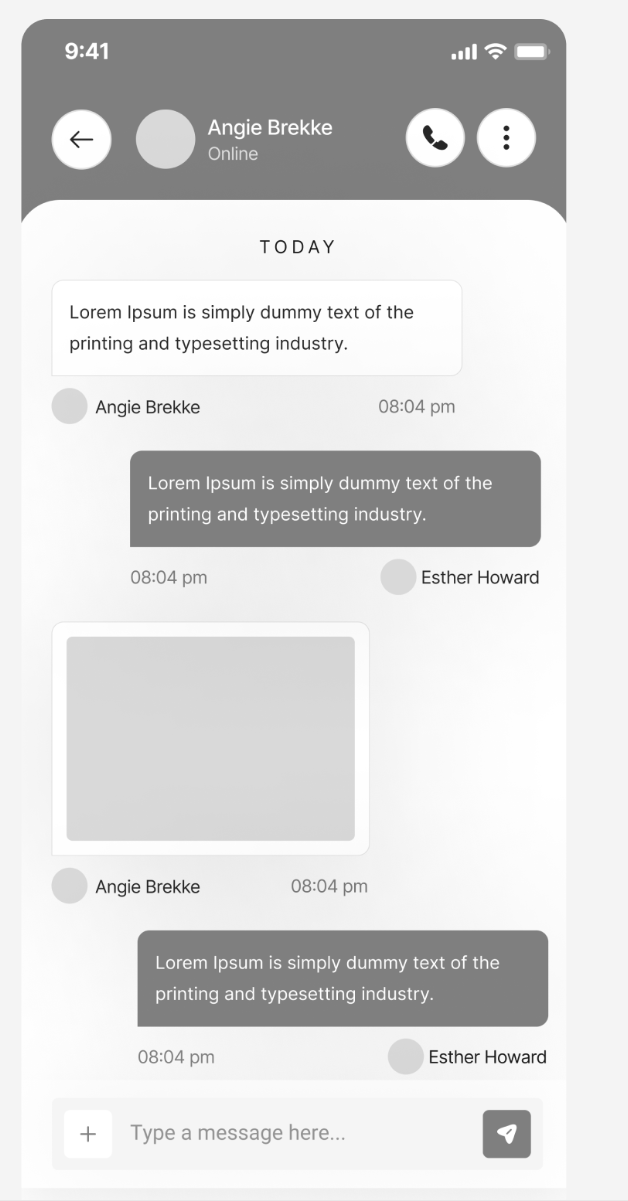 9:41
Angie Brekke
Online
TODAY
Lorem Ipsum is simply dummy text of the
printing and typesetting industry.
Angie Brekke 08:04 pm
Lorem Ipsum is simply dummy text of the
printing and typesetting industry.
08:04 pm Esther Howard
Angie Brekke 08:04 pm
Lorem Ipsum is simply dummy text of the
printing and typesetting industry.
08:04 pm Esther Howard
Type a message here...